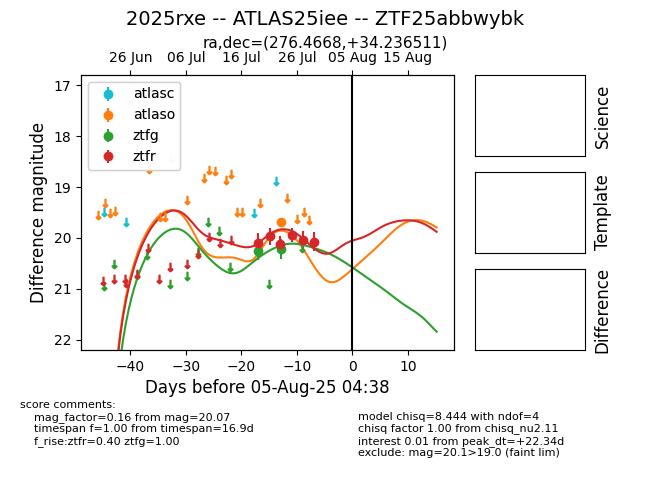 2025rxe -- ATLAS25iee -- ZTF25abbwybk
ra,dec=(276.4668,+34.236511)
26 Jun 06 Jul 16 Jul 26 Jul 05 Aug 15 Aug
17
18
19
20
21
22
Difference magnitude
atlasc
atlaso
ztfg
ztfr
−40 −30 −20 −10 0 10
Days before 05-Aug-25 04:38
Science
Template
Difference
score comments:
mag_factor=0.16 from mag=20.07
timespan f=1.00 from timespan=16.9d
f_rise:ztfr=0.40 ztfg=1.00
model chisq=8.444 with ndof=4
chisq factor 1.00 from chisq_nu2.11
interest 0.01 from peak_dt=+22.34d
exclude: mag=20.1>19.0 (faint lim)